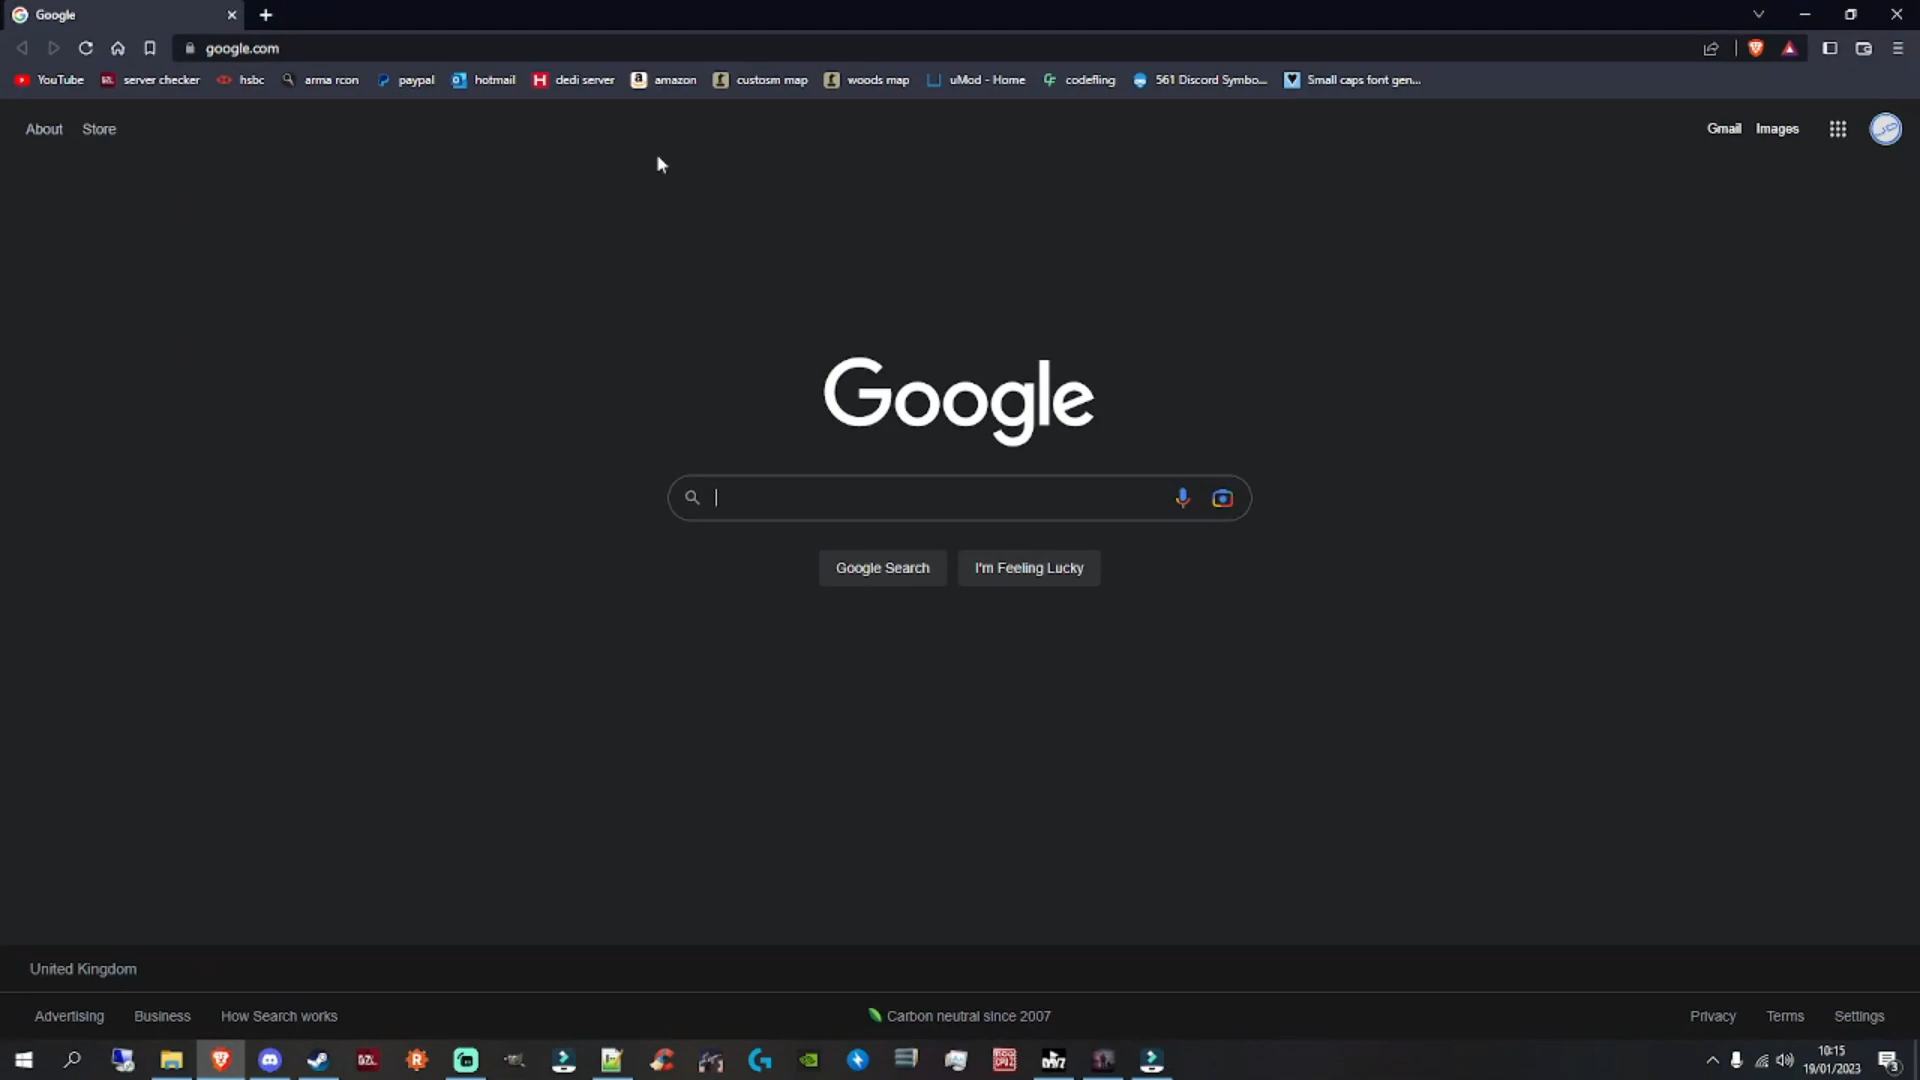 Google
google.com
YouTube
server checker
hsbc
arma rcon
paypal
hotmail
dedi server
amazon
custosm map
woods map
uMod - Home
codefling
561 Discord Symbo...
Small caps font gen...
About
Store
Gmail
Images
Google
Google Search
I'm Feeling Lucky
United Kingdom
Advertising
Business
How Search works
Carbon neutral since 2007
Privacy
Terms
Settings
DZL
10:15
19/01/2023
3